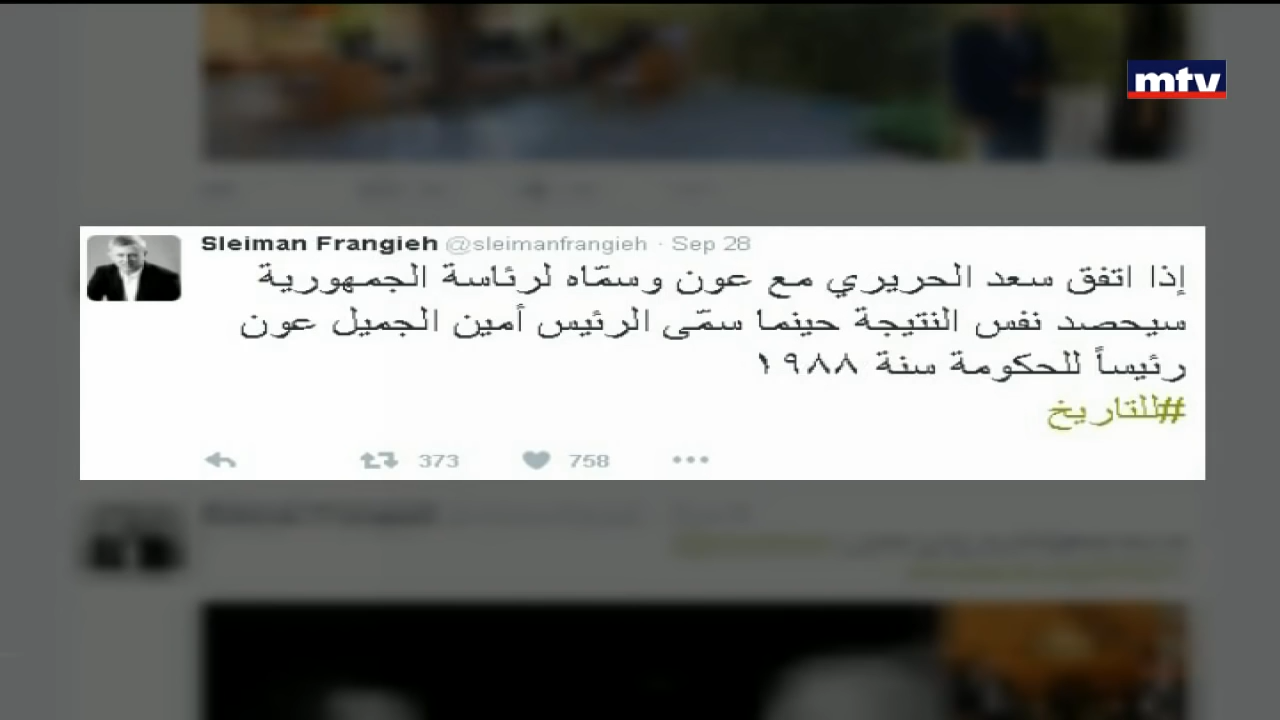 mtv
Sleiman Frangieh @sleimanfrangieh · Sep 28
إذا اتفق سعد الحريري مع عون وسمّاه لرئاسة الجمهورية
سيحصد نفس النتيجة حينما سمّى الرئيس أمين الجميل عون
رئيساً للحكومة سنة ١٩٨٨
#للتاريخ
373 758